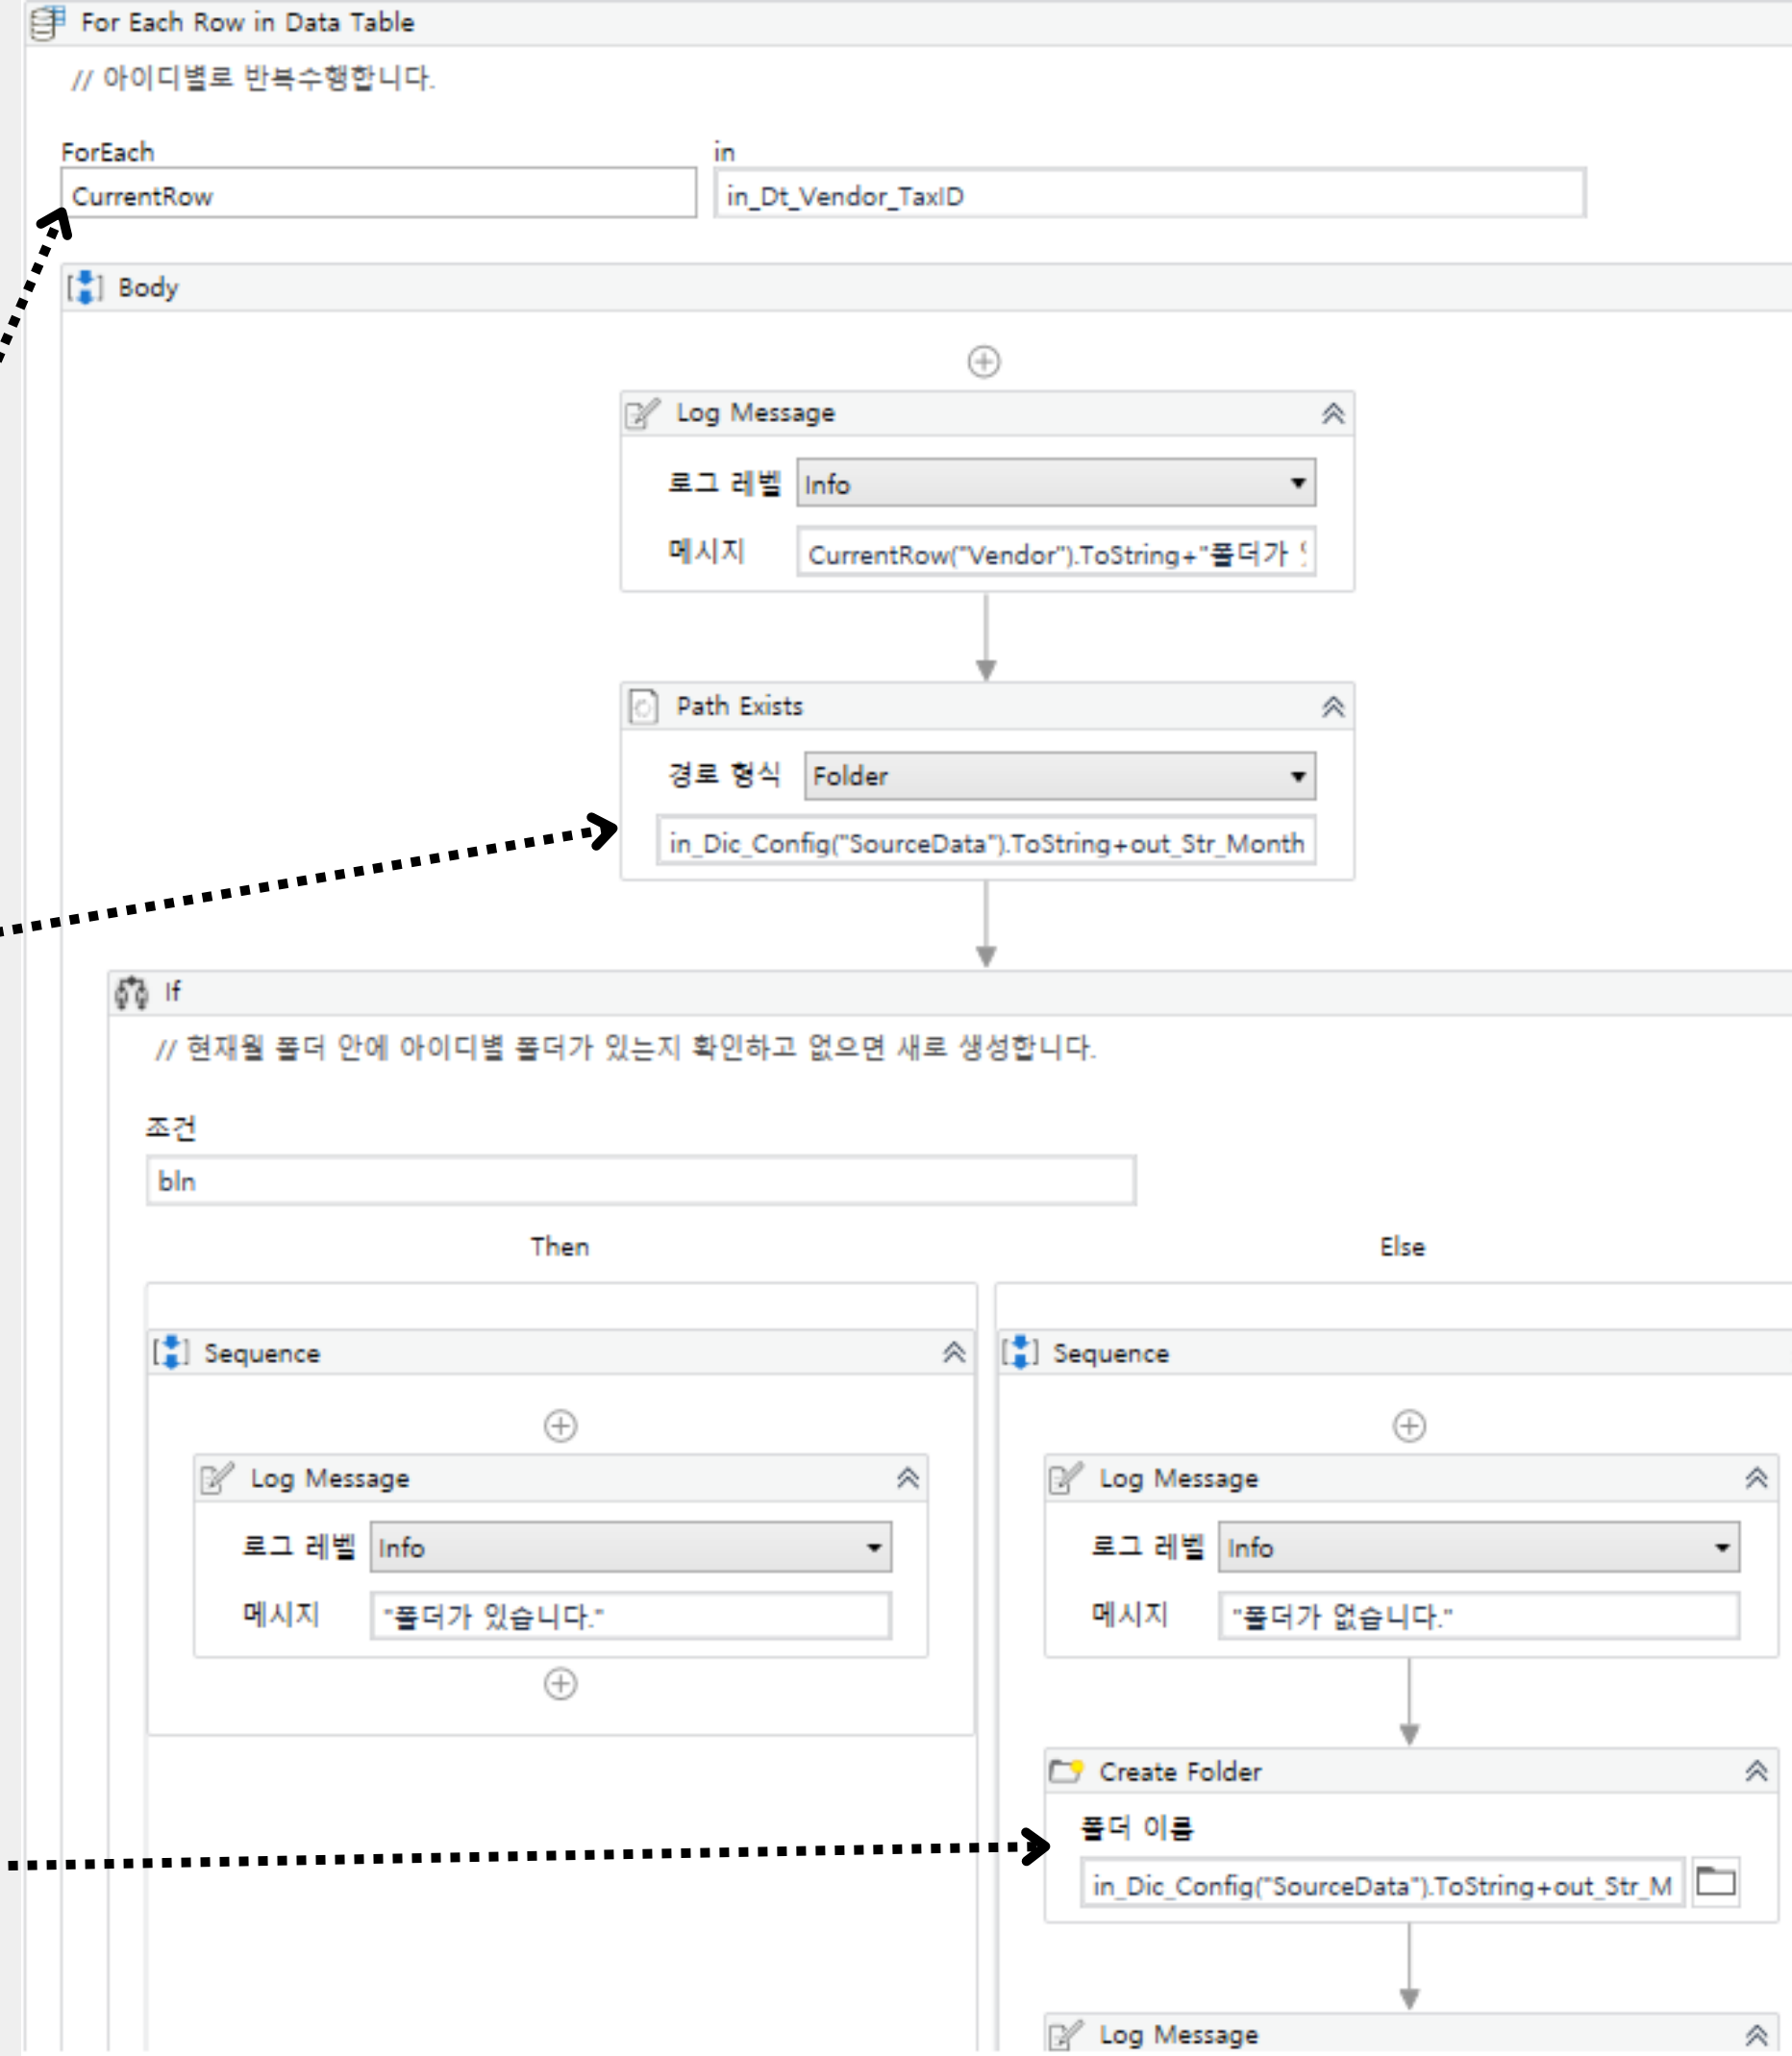 For Each Row in Data Table
// 아이디별로 반복수행합니다.
ForEach
in
CurrentRow
in_Dt_Vendor_TaxID
Body
Log Message
로그 레벨 Info
메시지 CurrentRow("Vendor").ToString+"폴더가
Path Exists
경로 형식 Folder
in_Dic_Config("SourceData").ToString+out_Str_Month
If
// 현재월 폴더 안에 아이디별 폴더가 있는지 확인하고 없으면 새로 생성합니다.
조건
bln
Then
Else
Sequence
Sequence
Log Message
Log Message
로그 레벨 Info
로그 레벨 Info
메시지 "폴더가 있습니다."
메시지 "폴더가 없습니다."
Create Folder
폴더 이름
in_Dic_Config("SourceData").ToString+out_Str_M
Log Message